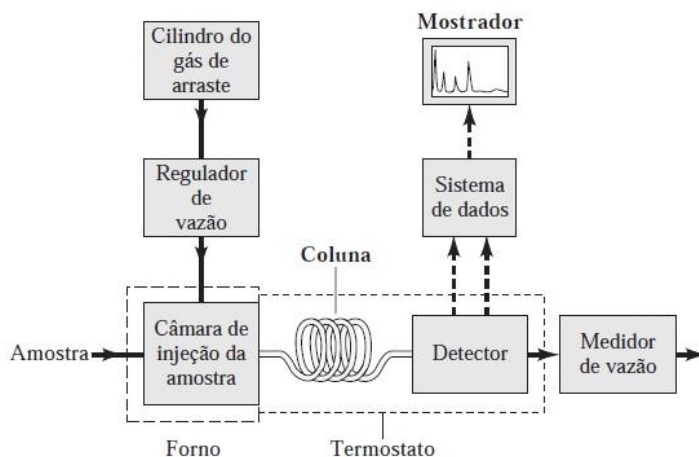 Cilindro do
gás de
arraste
Mostrador
Regulador
de
vazão
Sistema
de dados
Coluna
Amostra
Câmara de
injeção da
amostra
Detector
Medidor
de vazão
Forno
Termostato